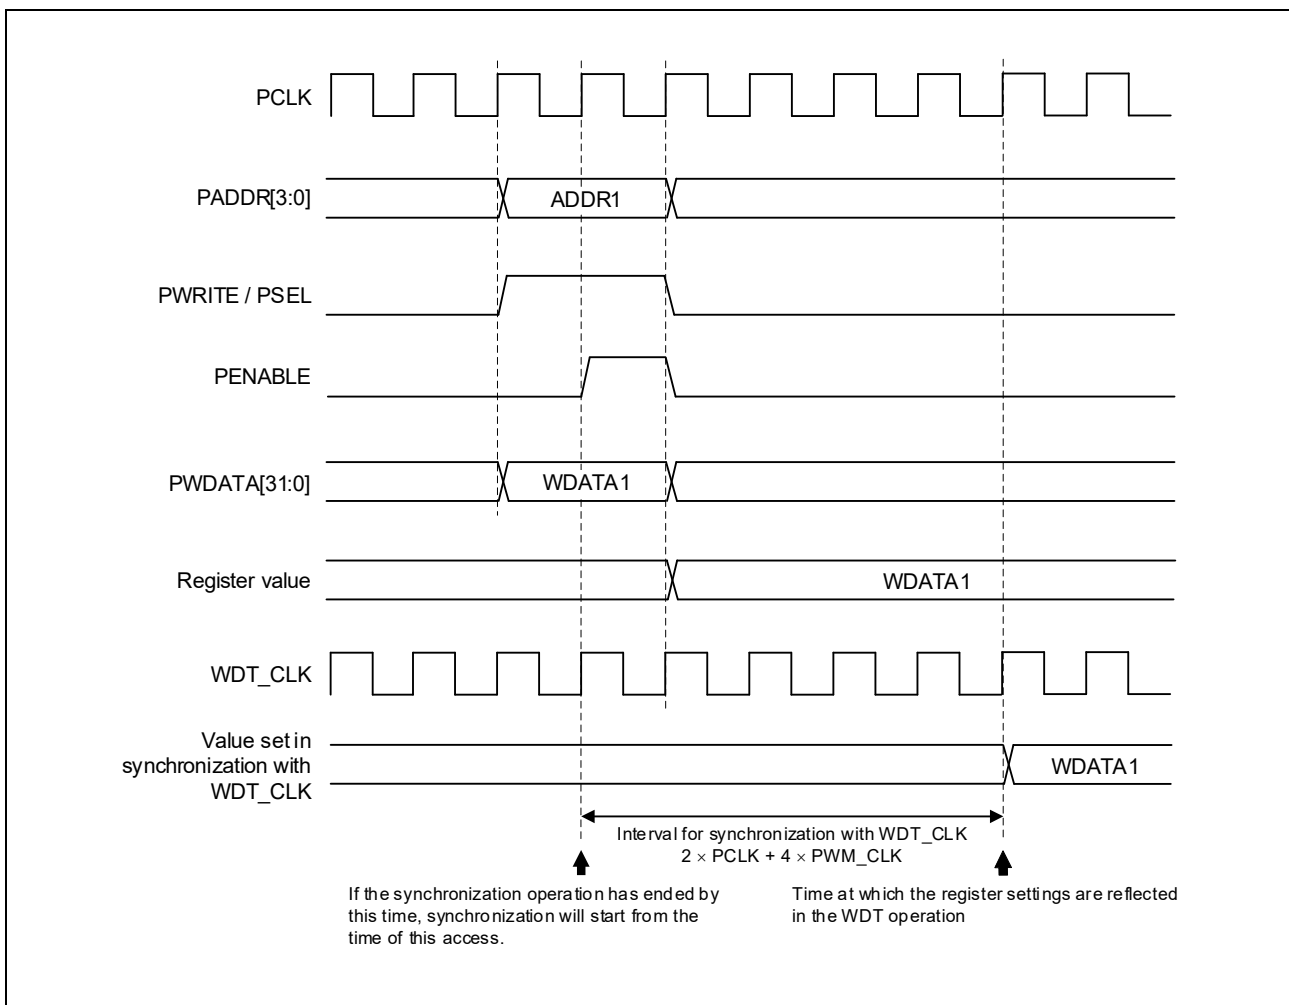 PCLK
PADDR[3:0]
ADDR1
PWRITE / PSEL
PENABLE
PWDATA[31:0]
WDATA1
Register value
WDATA1
WDT_CLK
Value set in
synchronization with
WDT_CLK
WDATA1
Interval for synchronization with WDT_CLK
2 × PCLK + 4 × PWM_CLK
If the synchronization operation has ended by
this time, synchronization will start from the
time of this access.
Time at which the register settings are reflected
in the WDT operation